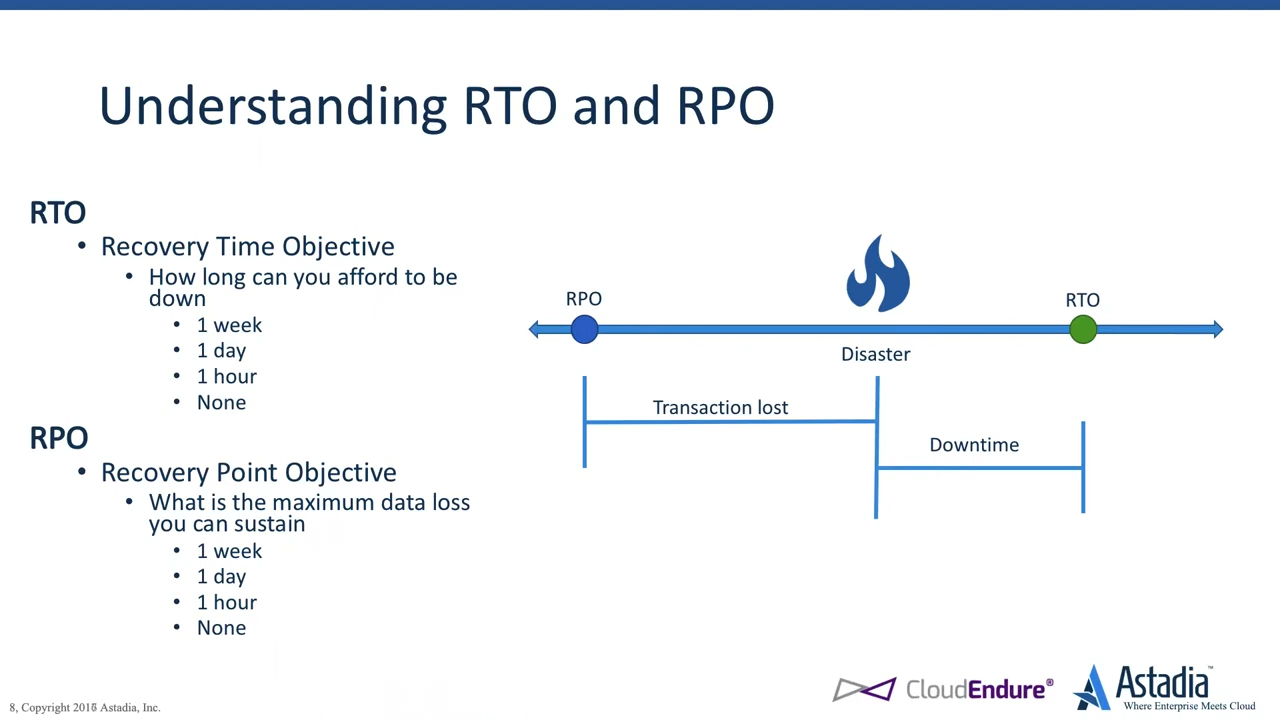 Understanding RTO and RPO
RTO
• Recovery Time Objective
• How long can you afford to be
down
• 1 week
• 1 day
• 1 hour
• None
RPO
• Recovery Point Objective
• What is the maximum data loss
you can sustain
• 1 week
• 1 day
• 1 hour
• None
RPO
RTO
Disaster
Transaction lost
Downtime
CloudEndure®
Astadia™
Where Enterprise Meets Cloud
8, Copyright Astadia, Inc.